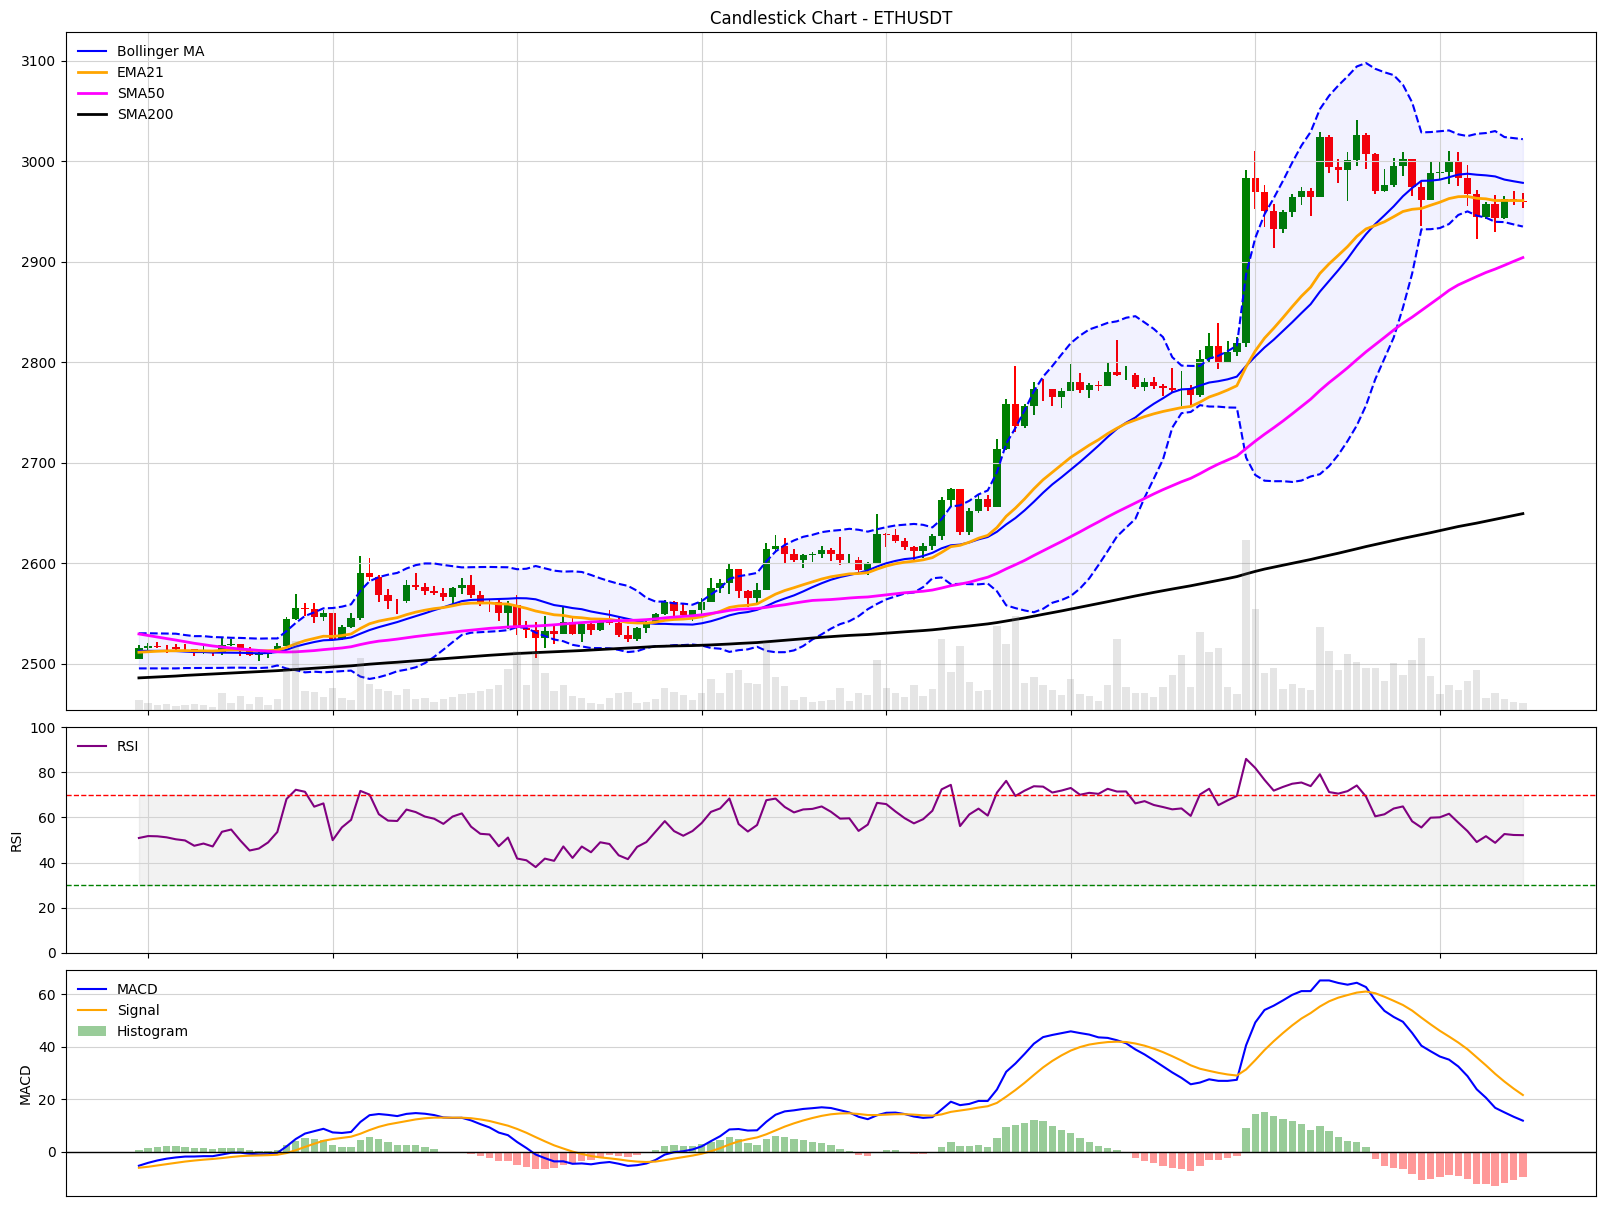 Candlestick Chart - ETHUSDT
Bollinger MA
EMA21
SMA50
SMA200
3100
3000
2900
2800
2700
2600
2500
RSI
100
80
60
40
20
0
RSI
MACD
Signal
Histogram
60
40
20
0
MACD